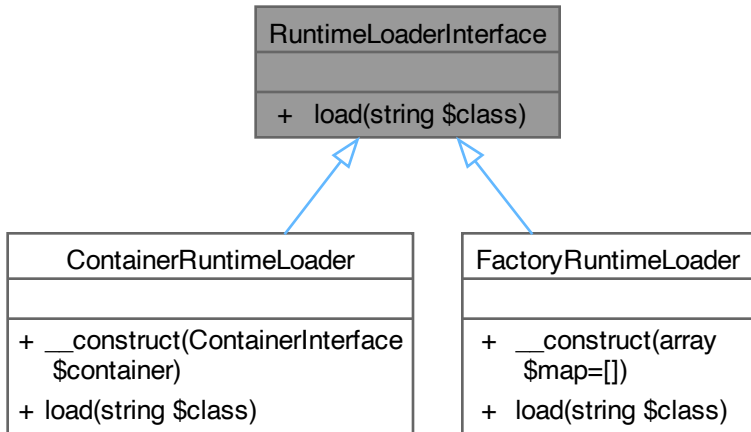 RuntimeLoaderInterface
+ load(string $class)
ContainerRuntimeLoader
+ __construct(ContainerInterface
$container)
+ load(string $class)
FactoryRuntimeLoader
+ __construct(array
$map=[])
+ load(string $class)